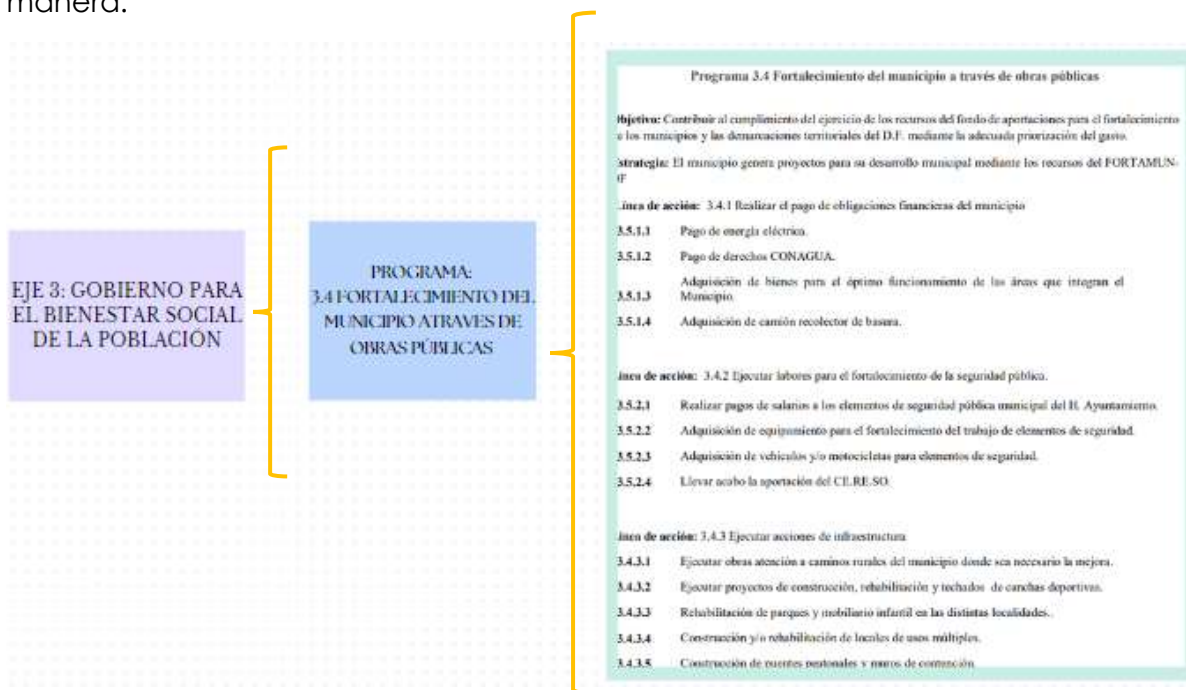 manera.
EJE 3: GOBIERNO PARA
EL BIENESTAR SOCIAL
DE LA POBLACIÓN
PROGRAMA:
3.4 FORTALECIMIENTO DEL
MUNICIPIO ATRAVES DE
OBRAS PÚBLICAS
Programa 3.4 Fortalecimiento del municipio a través de obras públicas
bjetivo: Contribuir al cumplimiento del ejercicio de los recursos del fondo de aportaciones para el fortalecimiento
a los municipios y las demarcaciones territoriales del D.F. mediante la adecuada priorización del gasto.
strategia: El municipio genera proyectos para su desarrollo municipal mediante los recursos del FORTAMUN-
DF
Línea de acción: 3.4.1 Realizar el pago de obligaciones financieras del municipio
3.5.1.1 Pago de energía eléctrica.
3.5.1.2 Pago de derechos CONAGUA.
3.5.1.3 Adquisición de bienes para el óptimo funcionamiento de las áreas que integran el
Municipio.
3.5.1.4 Adquisición de camión recolector de basura.
ínea de acción: 3.4.2 Ejecutar labores para el fortalecimiento de la seguridad pública.
3.5.2.1 Realizar pagos de salarios a los elementos de seguridad pública municipal del H. Ayuntamiento.
3.5.2.2 Adquisición de equipamiento para el fortalecimiento del trabajo de elementos de seguridad.
3.5.2.3 Adquisición de vehículos y/o motocicletas para elementos de seguridad.
3.5.2.4 Llevar acabo la aportación del CE.RE.SO.
ínea de acción: 3.4.3 Ejecutar acciones de infraestructura
3.4.3.1 Ejecutar obras atención a caminos rurales del municipio donde sea necesario la mejora.
3.4.3.2 Ejecutar proyectos de construcción, rehabilitación y techados de canchas deportivas.
3.4.3.3 Rehabilitación de parques y mobiliario infantil en las distintas localidades.
3.4.3.4 Construcción y/o rehabilitación de locales de usos múltiples.
3.4.3.5 Construcción de puentes peatonales y muros de contención.